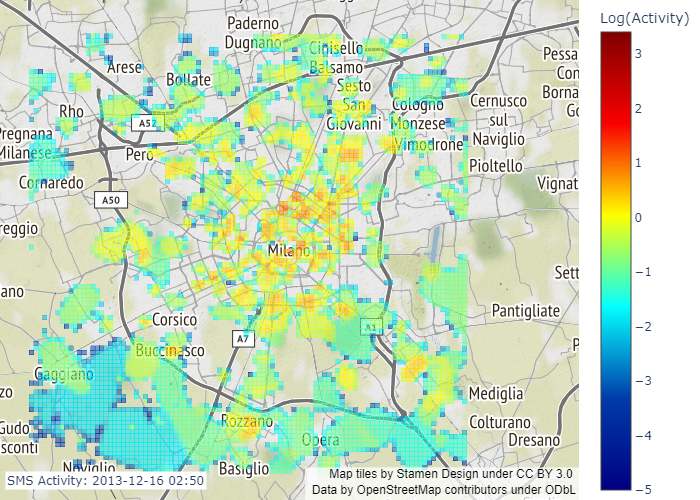 Log(Activity)
Paderno
Dugnano
Cinisello
Balsamo
Arese
Bollate
Sesto
San
Giovanni
Pessa
Con
Borna
Go
Rho
A52
Cologno
Monzese
Cernusco
sul
Naviglio
Pregnana
Milanese
Pero
Vimodrone
Pioltello
Cornaredo
Vignat
A50
reggio
Milano
Sett
ano
Corsico
Pantigliate
A7
A1
Buccinasco
P
Gaggiano
zo
Mediglia
Rozzano
Colturano
Gudo
sconti
Opera
Dresano
Noviglio
Basiglio
SMS Activity: 2013-12-16 02:50
Map tiles by Stamen Design under CC BY 3.0
Data by OpenStreetMap contributors under ODbL
3
2
1
0
−1
−2
−3
−4
−5